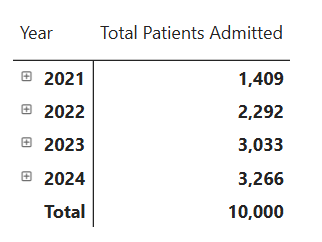 Year Total Patients Admitted
2021 1,409
2022 2,292
2023 3,033
2024 3,266
Total 10,000